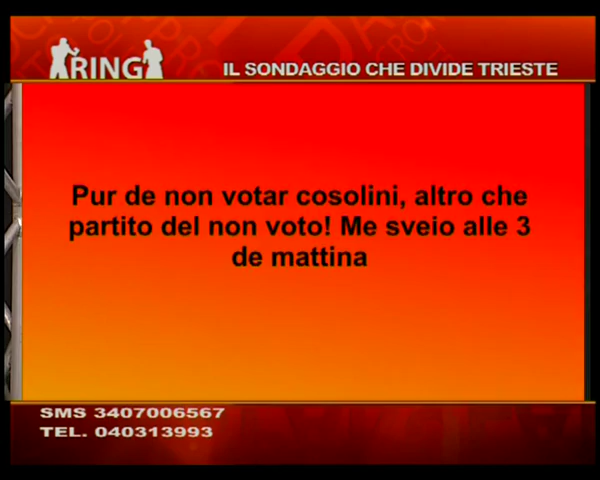 RING
IL SONDAGGIO CHE DIVIDE TRIESTE
Pur de non votar cosolini, altro che
partito del non voto! Me sveio alle 3
de mattina
SMS 3407006567
TEL. 040313993